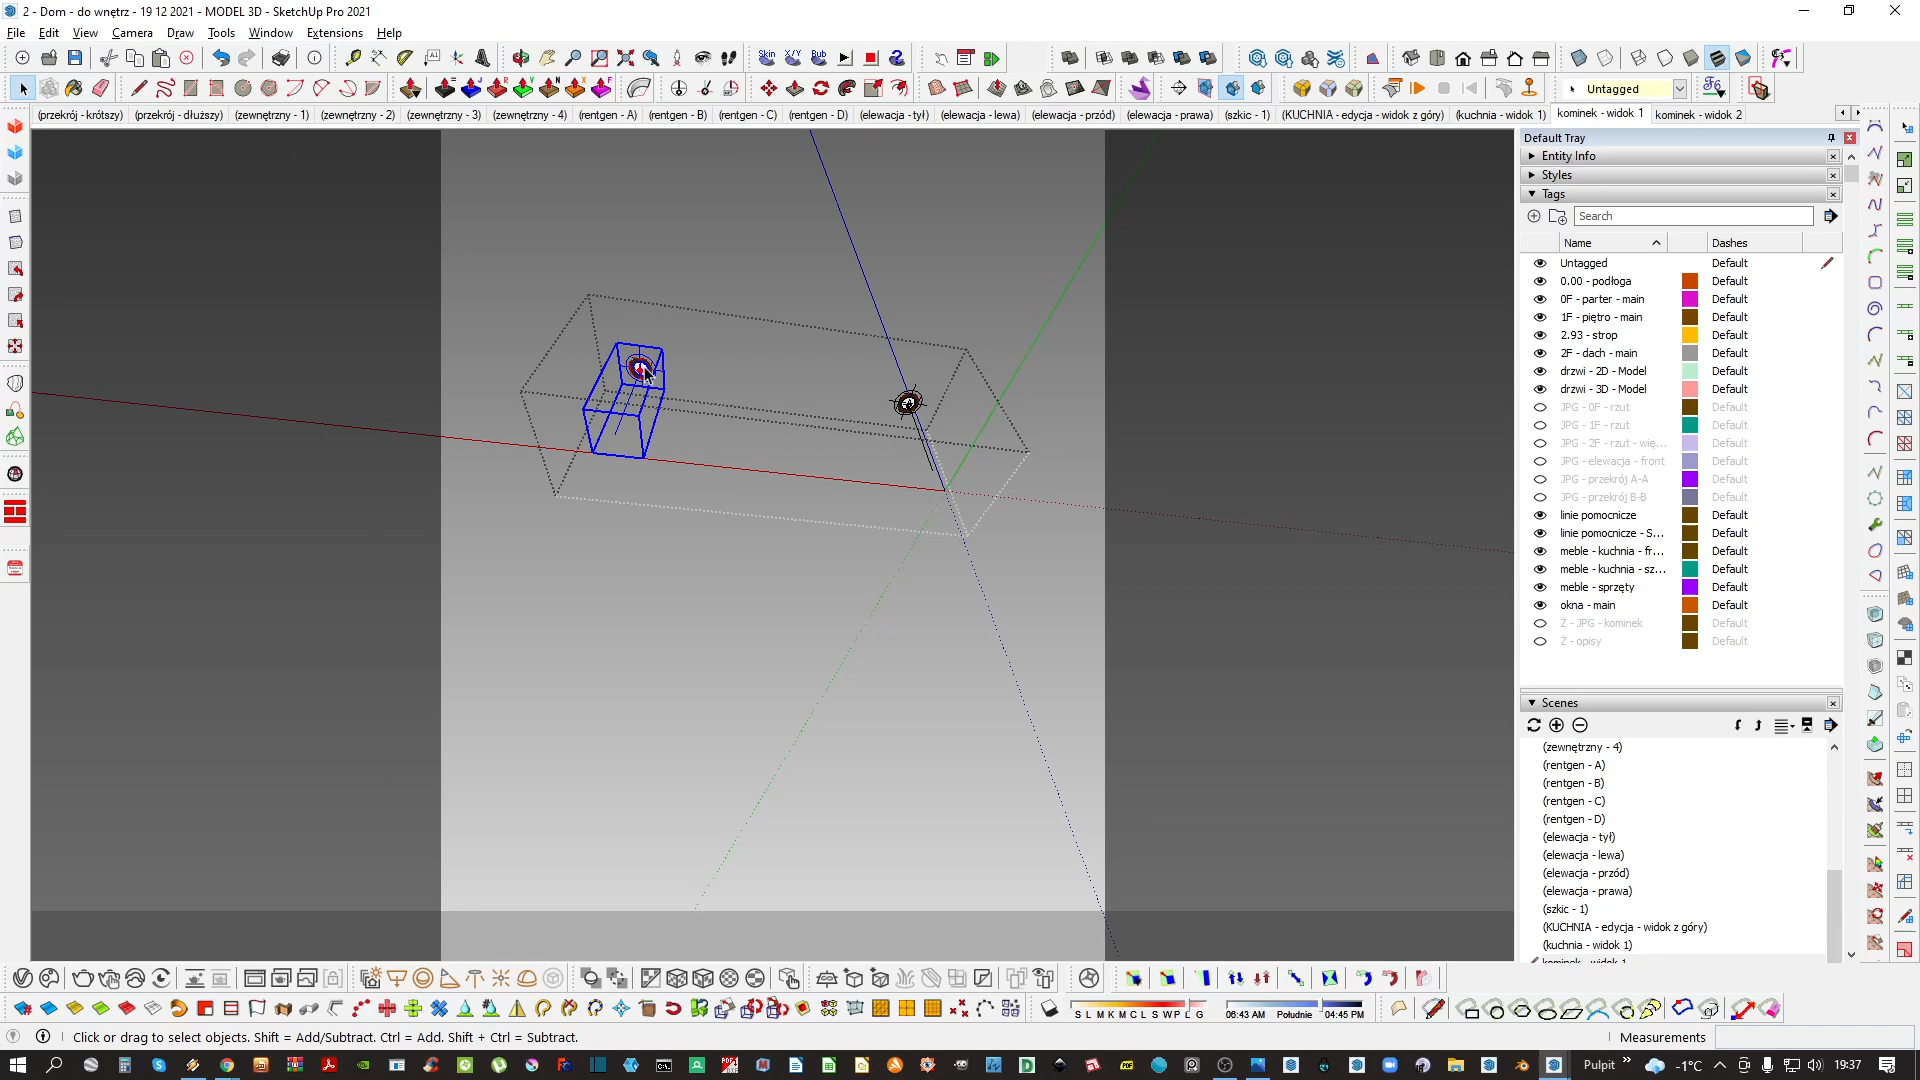 2 - Dom - do wnętrz - 19 12 2021 - MODEL 3D - SketchUp Pro 2021
File Edit View Camera Draw Tools Window Extensions Help
Skin X/Y Bub
Untagged
(przekrój - krótszy) (przekrój - dłuższy) (zewnętrzny - 1) (zewnętrzny - 2) (zewnętrzny - 3) (zewnętrzny - 4) (rentgen - A) (rentgen - B) (rentgen - C) (rentgen - D) (elewacja - tył) (elewacja - lewa) (elewacja - przód) (elewacja - prawa) (szkic - 1) (KUCHNIA - edycja - widok z góry) (kuchnia - widok 1) kominek - widok 1 kominek - widok 2
Default Tray
Entity Info
Styles
Tags
Search
Name Dashes
Untagged Default
0.00 - podłoga Default
0F - parter - main Default
1F - piętro - main Default
2.93 - strop Default
2F - dach - main Default
drzwi - 2D - Model Default
drzwi - 3D - Model Default
JPG - 0F - rzut Default
JPG - 1F - rzut Default
JPG - 2F - rzut - wię... Default
JPG - elewacja - front Default
JPG - przekrój A-A Default
JPG - przekrój B-B Default
linie pomocnicze Default
linie pomocnicze - S... Default
meble - kuchnia - fr... Default
meble - kuchnia - sz... Default
meble - sprzęty Default
okna - main Default
Ż - JPG - kominek Default
Ż - opisy Default
Scenes
(zewnętrzny - 4)
(rentgen - A)
(rentgen - B)
(rentgen - C)
(rentgen - D)
(elewacja - tył)
(elewacja - lewa)
(elewacja - przód)
(elewacja - prawa)
(szkic - 1)
(KUCHNIA - edycja - widok z góry)
(kuchnia - widok 1)
kominek - widok 1
S L M K M C L S W P L G 06:43 AM Południe 04:45 PM
Click or drag to select objects. Shift = Add/Subtract. Ctrl = Add. Shift + Ctrl = Subtract.
Measurements
Pulpit -1°C 19:37